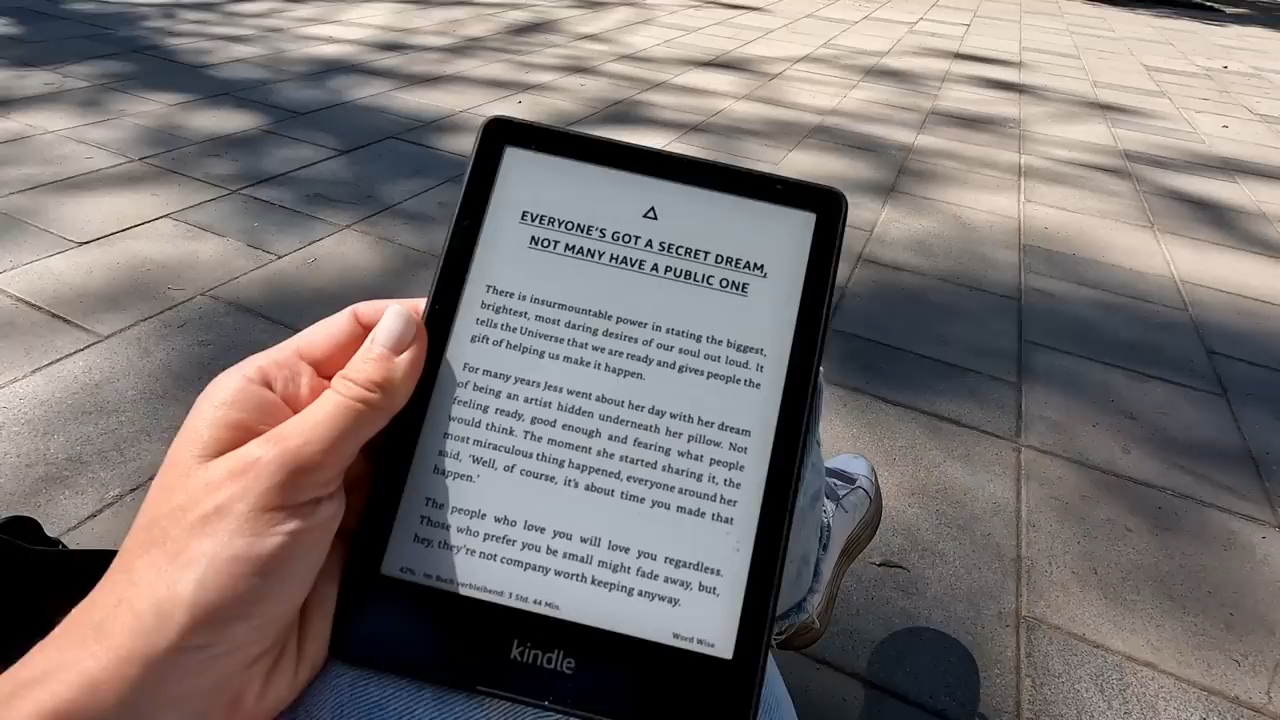 EVERYONE'S GOT A SECRET DREAM,
NOT MANY HAVE A PUBLIC ONE
There is insurmountable power in stating the biggest,
brightest, most daring desires of our soul out loud. It
tells the Universe that we are ready and gives people the
gift of helping us make it happen.
For many years Jess went about her day with her dream
of being an artist hidden underneath her pillow. Not
feeling ready, good enough and fearing what people
would think. The moment she started sharing it, the
most miraculous thing happened, everyone around her
said, 'Well, of course, it's about time you made that
happen.'
The people who love you will love you regardless.
Those who prefer you be small might fade away, but,
hey, they're not company worth keeping anyway.
42% · Im Buch verbleibend: 3 Std. 44 Min.
Word Wise
kindle